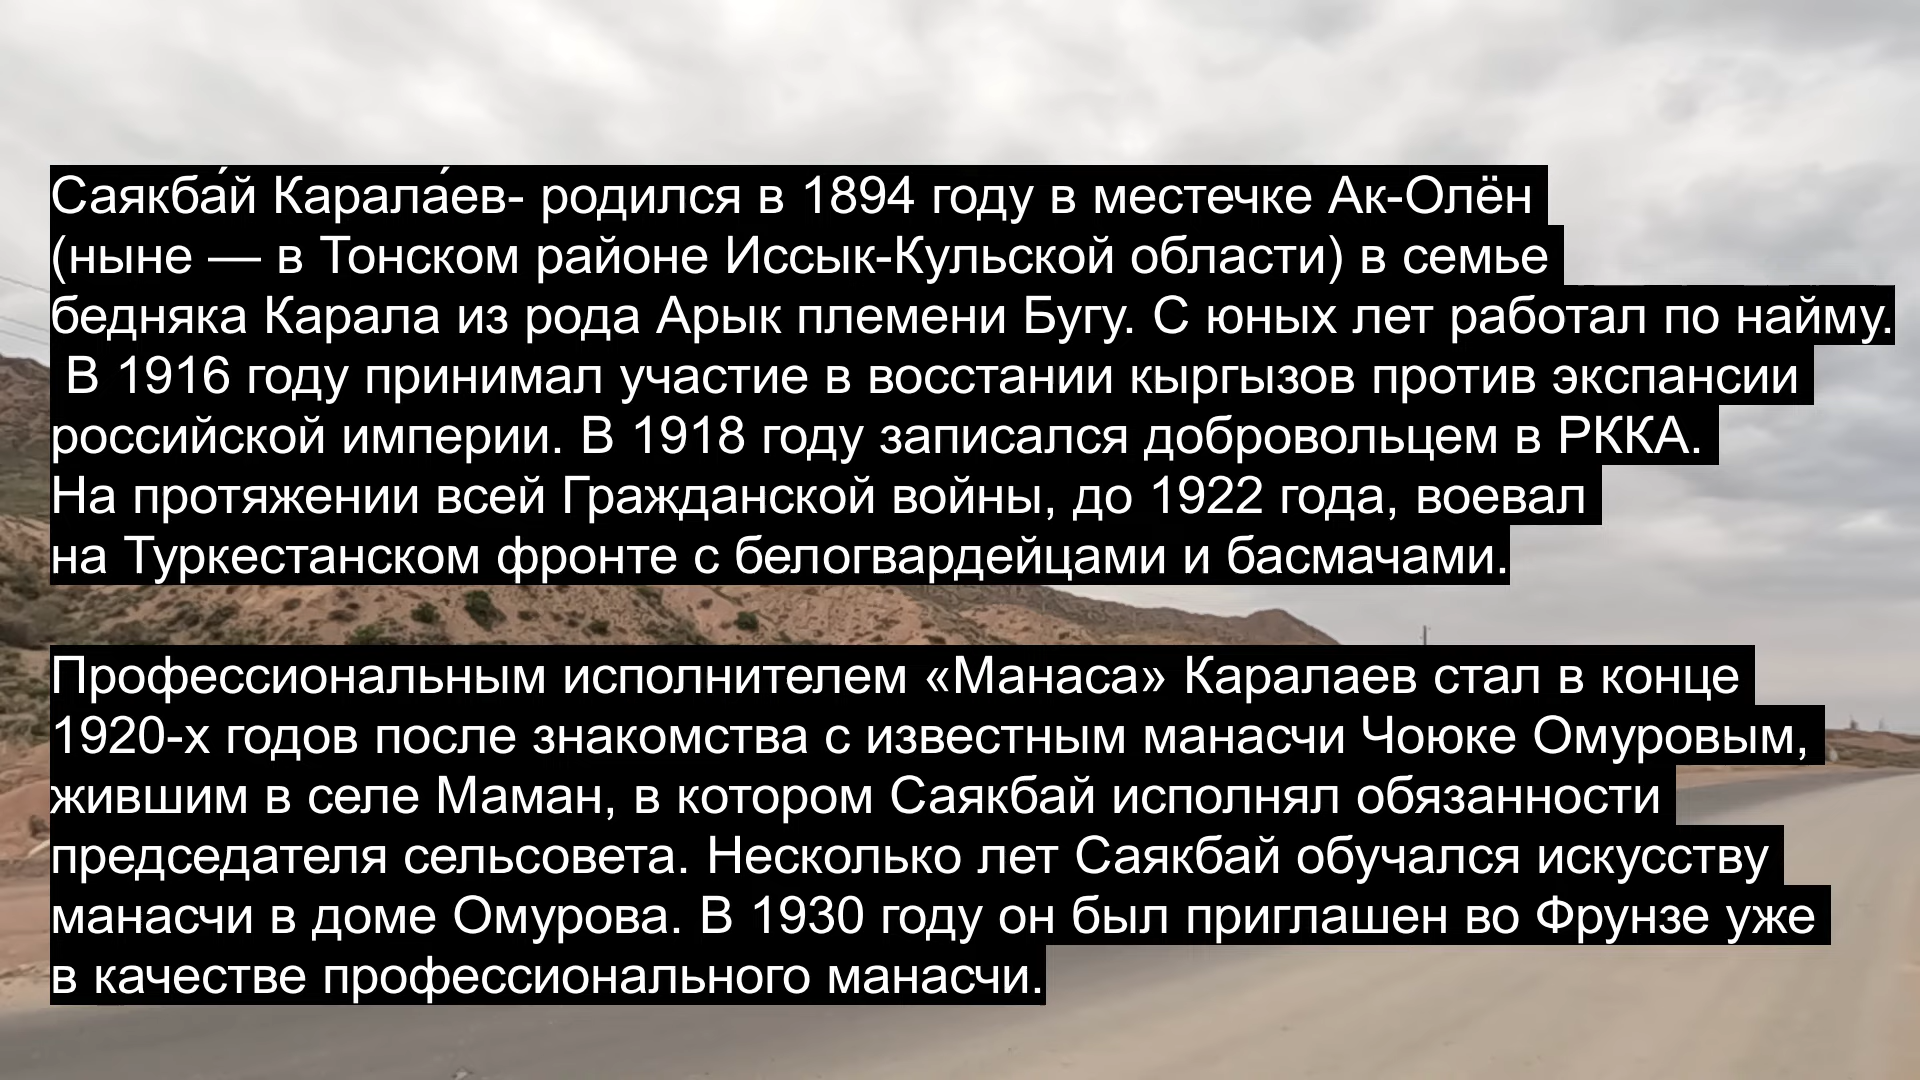 Саякба́й Карала́ев- родился в 1894 году в местечке Ак-Олён
(ныне — в Тонском районе Иссык-Кульской области) в семье
бедняка Карала из рода Арык племени Бугу. С юных лет работал по найму.
В 1916 году принимал участие в восстании кыргызов против экспансии
российской империи. В 1918 году записался добровольцем в РККА.
На протяжении всей Гражданской войны, до 1922 года, воевал
на Туркестанском фронте с белогвардейцами и басмачами.
Профессиональным исполнителем «Манаса» Каралаев стал в конце
1920-х годов после знакомства с известным манасчи Чоюке Омуровым,
жившим в селе Маман, в котором Саякбай исполнял обязанности
председателя сельсовета. Несколько лет Саякбай обучался искусству
манасчи в доме Омурова. В 1930 году он был приглашен во Фрунзе уже
в качестве профессионального манасчи.